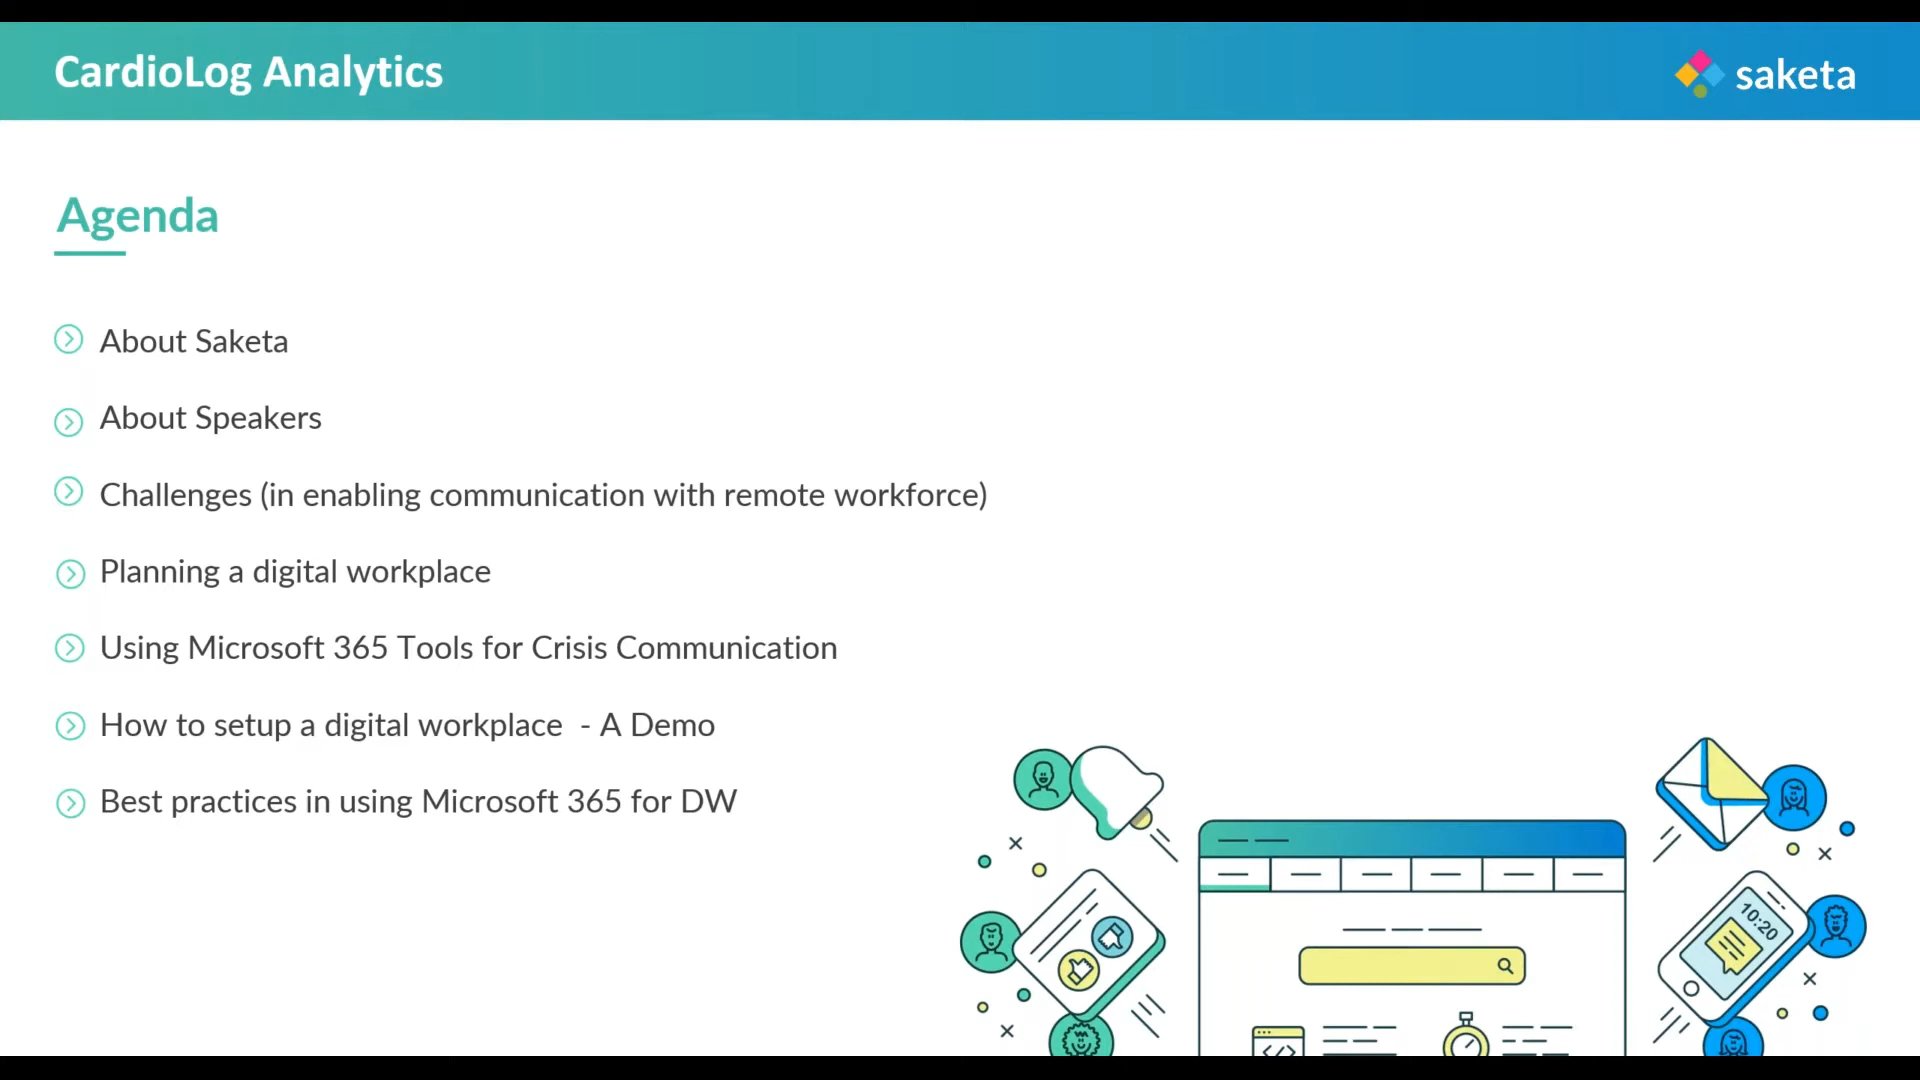 CardioLog Analytics
saketa
Agenda
About Saketa
About Speakers
Challenges (in enabling communication with remote workforce)
Planning a digital workplace
Using Microsoft 365 Tools for Crisis Communication
How to setup a digital workplace  - A Demo
Best practices in using Microsoft 365 for DW
10:20